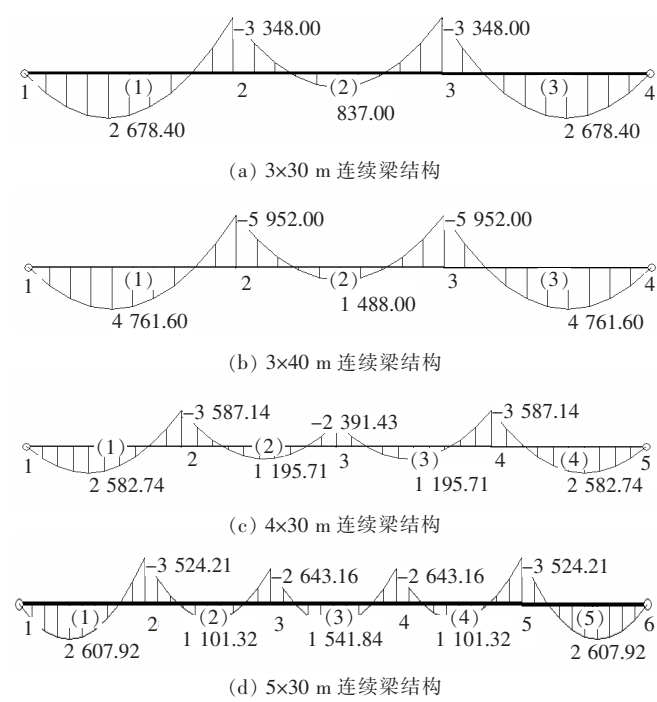 -3 348.00 -3 348.00
1 (1) 2 (2) 3 (3) 4
2 678.40 837.00 2 678.40
(a) 3×30 m 连续梁结构
-5 952.00 -5 952.00
1 (1) 2 (2) 3 (3) 4
4 761.60 1 488.00 4 761.60
(b) 3×40 m 连续梁结构
-3 587.14 -2 391.43 -3 587.14
1 (1) 2 (2) 3 (3) 4 (4) 5
2 582.74 1 195.71 1 195.71 2 582.74
(c) 4×30 m 连续梁结构
-3 524.21 -2 643.16 -2 643.16 -3 524.21
1 (1) 2 (2) 3 (3) 4 (4) 5 (5) 6
2 607.92 1 101.32 1 541.84 1 101.32 2 607.92
(d) 5×30 m 连续梁结构